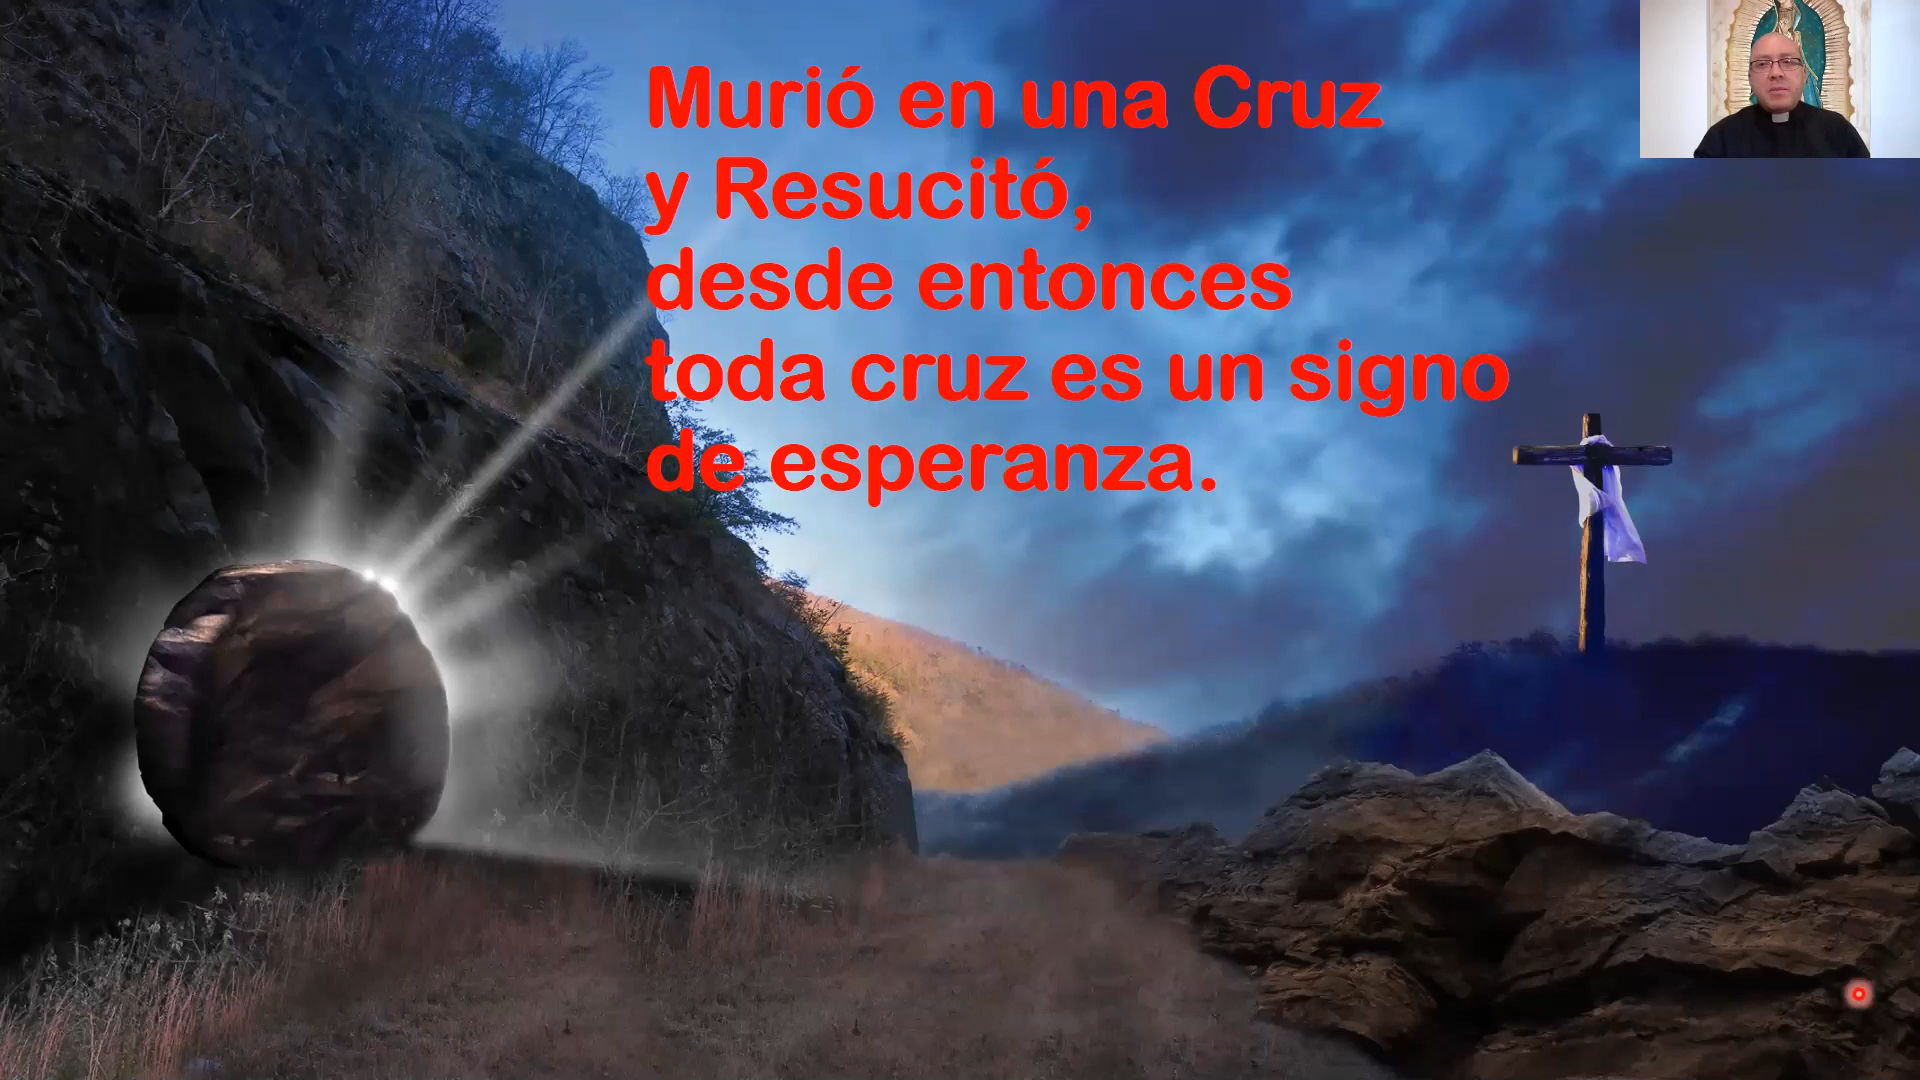 Murió en una Cruz
y Resucitó,
desde entonces
toda cruz es un signo
de esperanza.